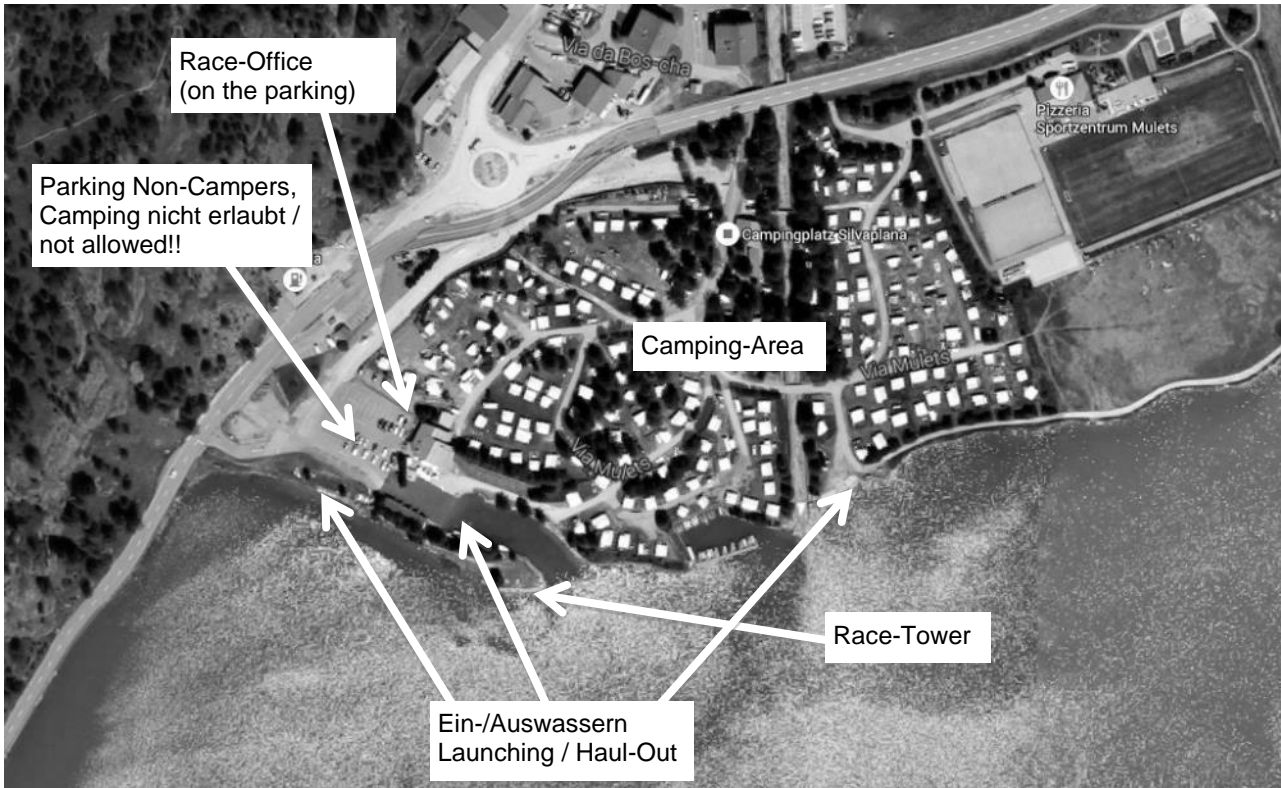 Race-Office
(on the parking)
Via da Bos-cha
Pizzeria
Sportzentrum Mulets
Parking Non-Campers,
Camping nicht erlaubt /
not allowed!!
Campingplatz Silvaplana
Camping-Area
Via Mulets
Via Mulets
Race-Tower
Ein-/Auswassern
Launching / Haul-Out